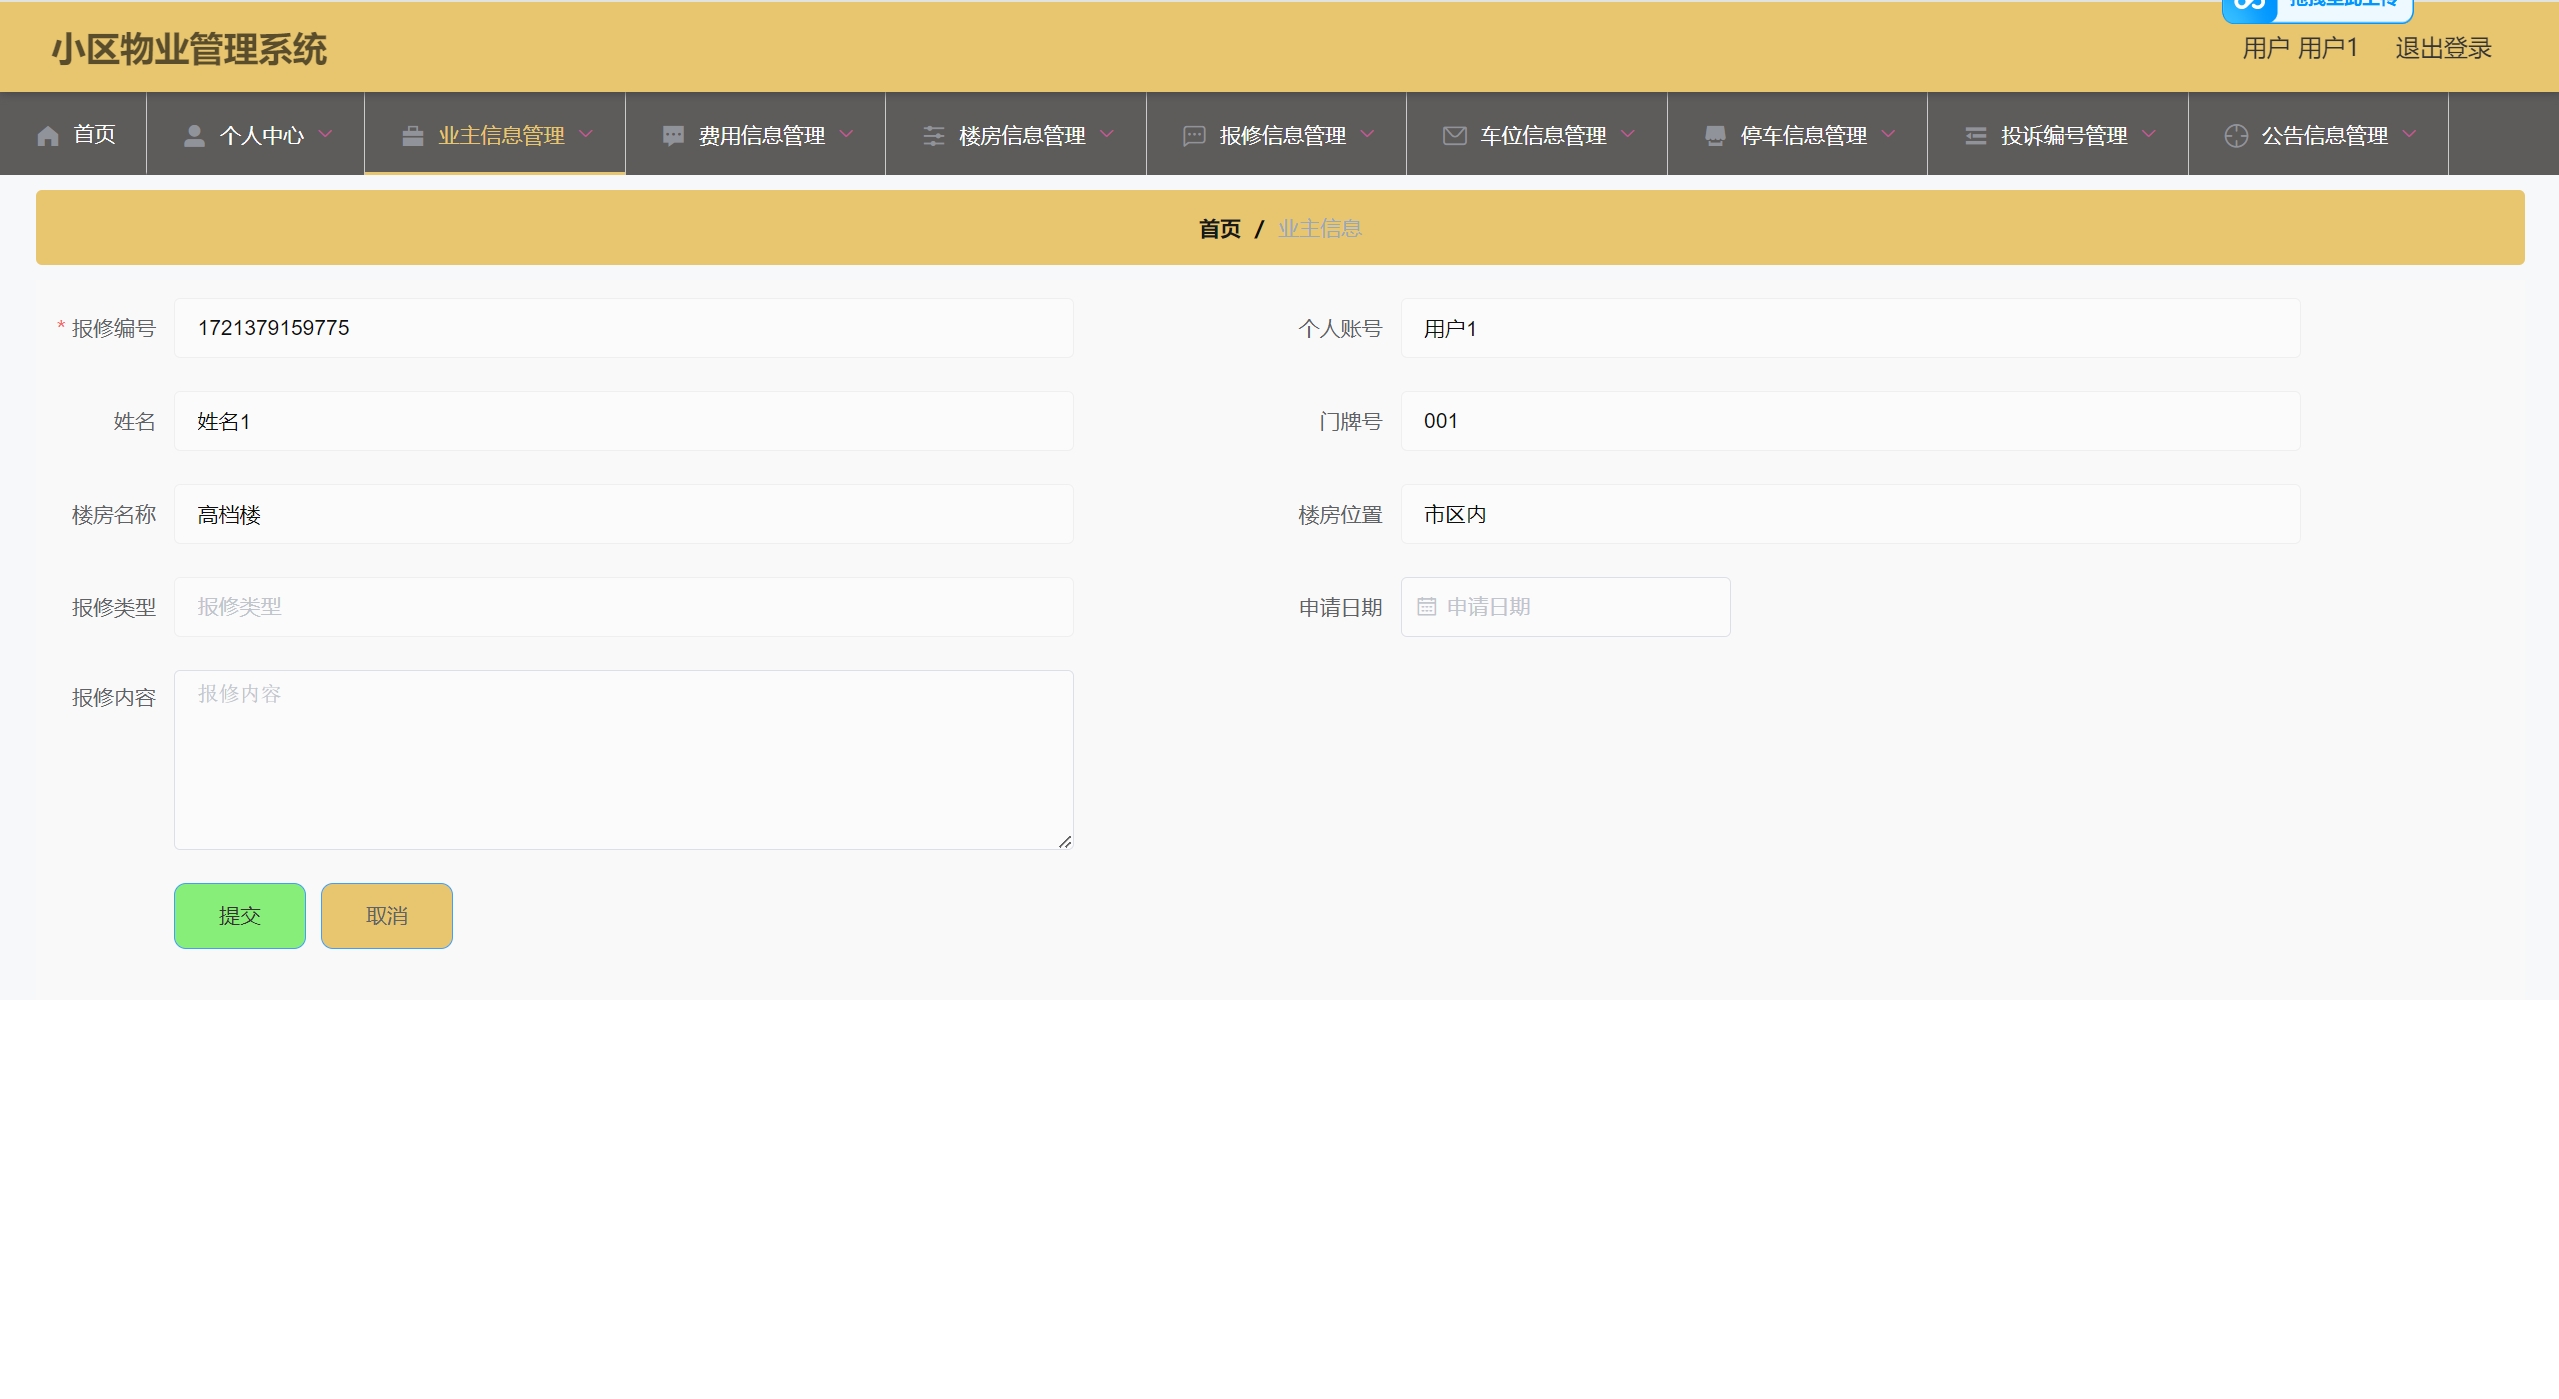 小区物业管理系统
用户 用户1 退出登录
首页 个人中心 业主信息管理 费用信息管理 楼房信息管理 报修信息管理 车位信息管理 停车信息管理 投诉编号管理 公告信息管理
首页 / 业主信息
* 报修编号 1721379159775 个人账号 用户1
姓名 姓名1 门牌号 001
楼房名称 高档楼 楼房位置 市区内
报修类型 报修类型 申请日期 申请日期
报修内容 报修内容
提交 取消